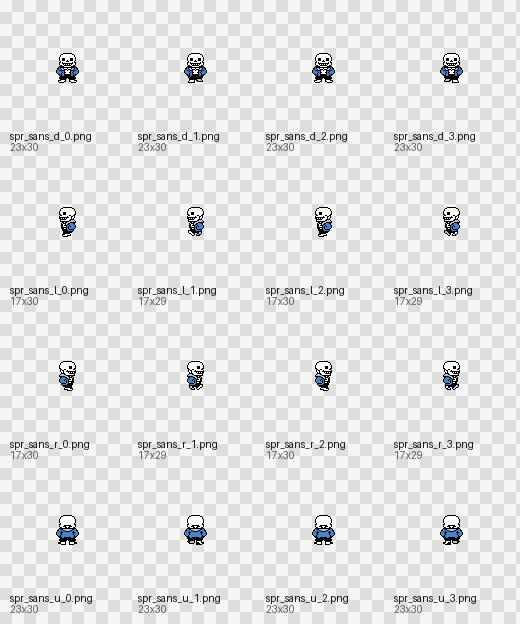 spr_sans_d_0.png spr_sans_d_1.png spr_sans_d_2.png spr_sans_d_3.png
23x30 23x30 23x30 23x30
spr_sans_l_0.png spr_sans_l_1.png spr_sans_l_2.png spr_sans_l_3.png
17x30 17x29 17x30 17x29
spr_sans_r_0.png spr_sans_r_1.png spr_sans_r_2.png spr_sans_r_3.png
17x30 17x29 17x30 17x29
spr_sans_u_0.png spr_sans_u_1.png spr_sans_u_2.png spr_sans_u_3.png
23x30 23x30 23x30 23x30